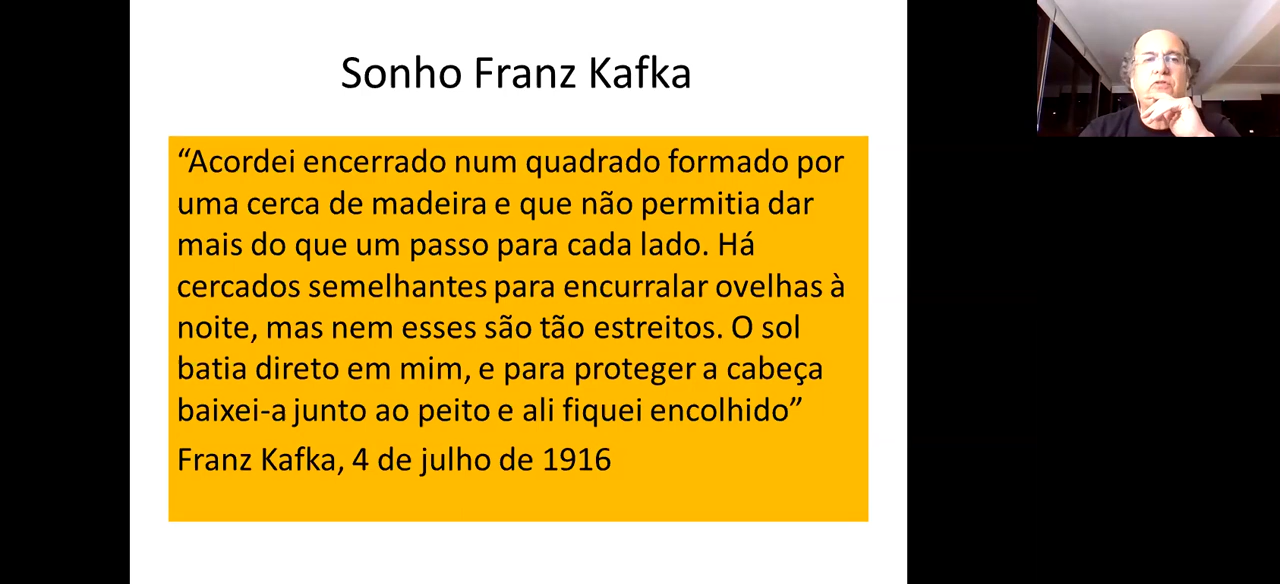 Sonho Franz Kafka
“Acordei encerrado num quadrado formado por
uma cerca de madeira e que não permitia dar
mais do que um passo para cada lado. Há
cercados semelhantes para encurralar ovelhas à
noite, mas nem esses são tão estreitos. O sol
batia direto em mim, e para proteger a cabeça
baixei-a junto ao peito e ali fiquei encolhido”
Franz Kafka, 4 de julho de 1916